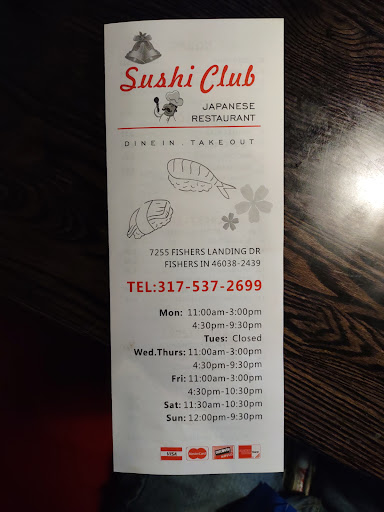 Sushi Club
JAPANESE
RESTAURANT
DINE IN . TAKE OUT
7255 FISHERS LANDING DR
FISHERS IN 46038-2439
TEL:317-537-2699
Mon: 11:00am-3:00pm
4:30pm-9:30pm
Tues: Closed
Wed.Thurs: 11:00am-3:00pm
4:30pm-9:30pm
Fri: 11:00am-3:00pm
4:30pm-10:30pm
Sat: 11:30am-10:30pm
Sun: 12:00pm-9:30pm
VISA